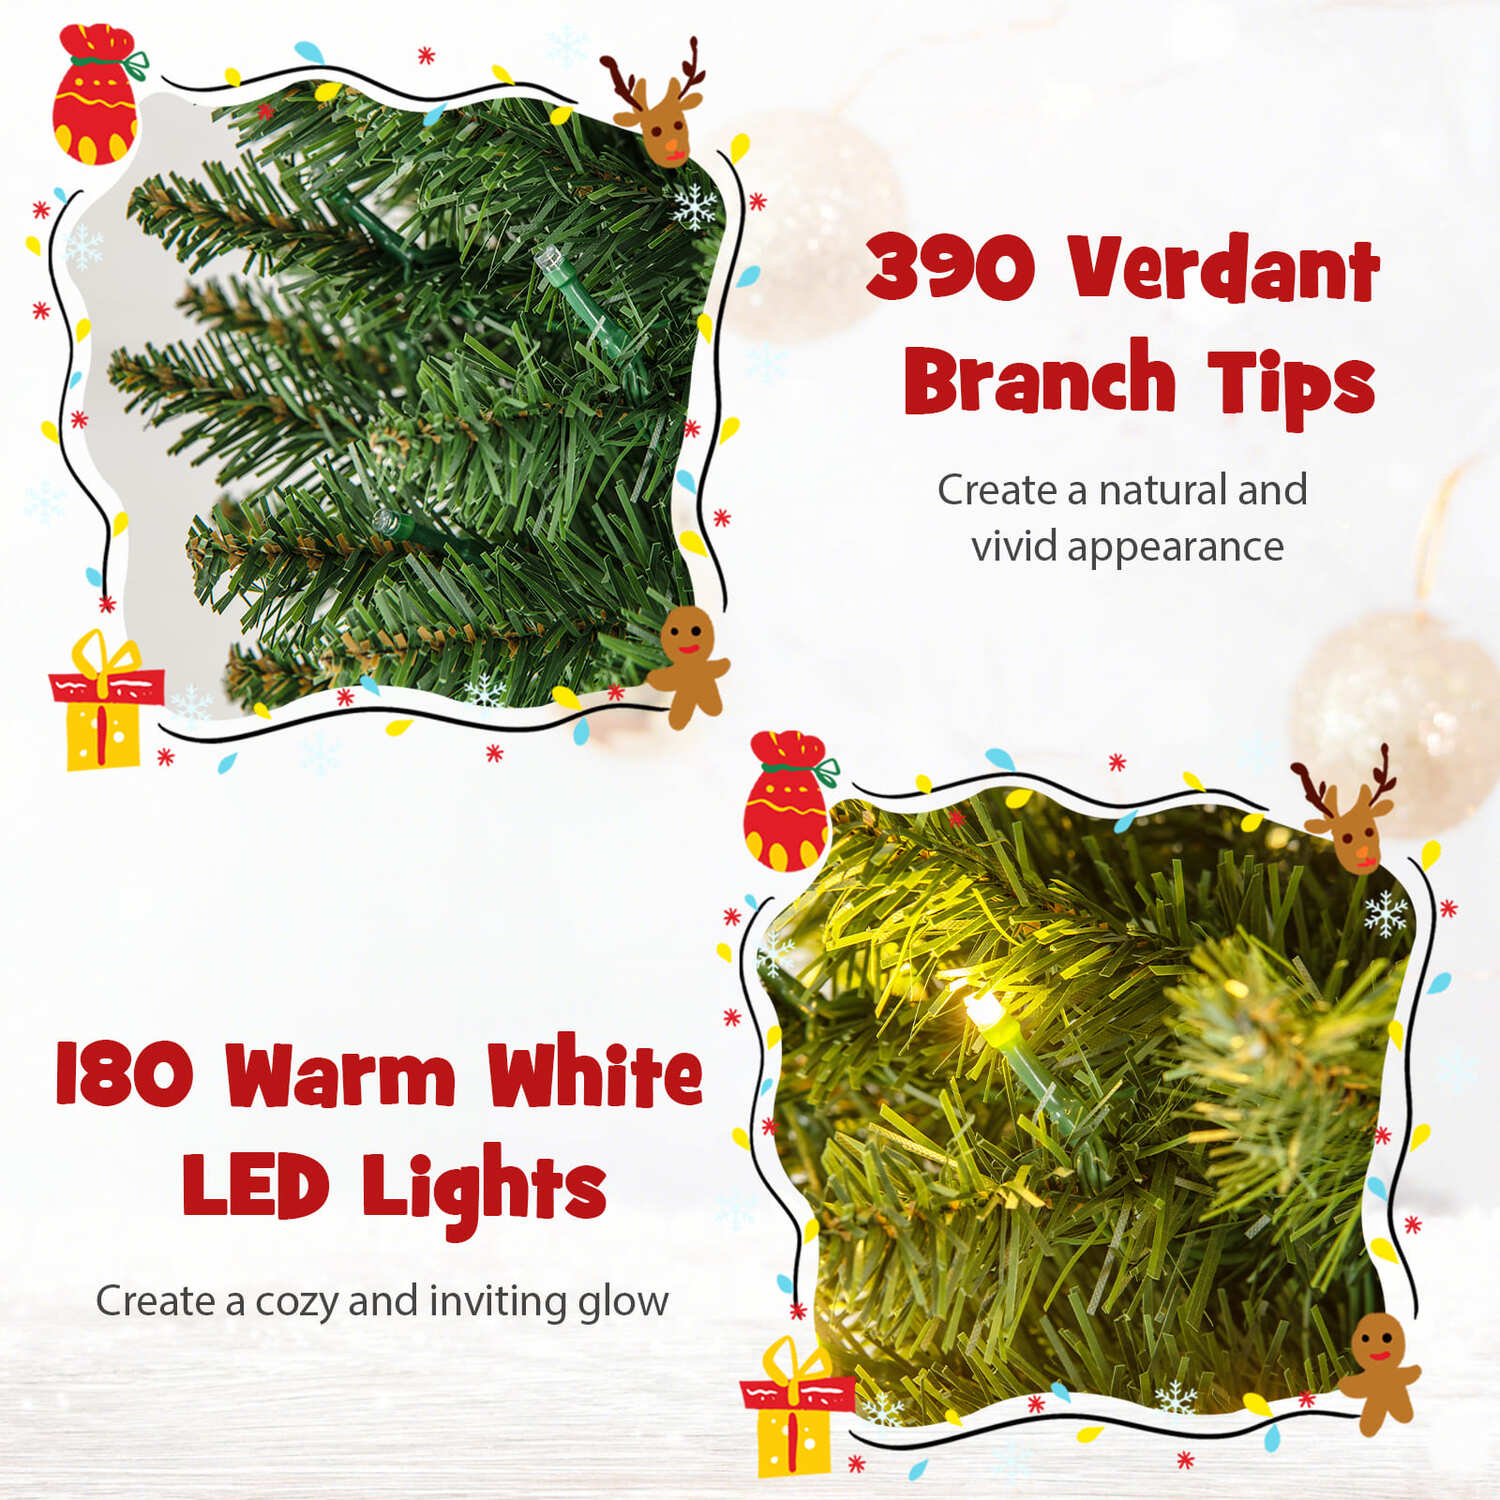 390 Verdant
Branch Tips
Create a natural and
vivid appearance
180 Warm White
LED Lights
Create a cozy and inviting glow